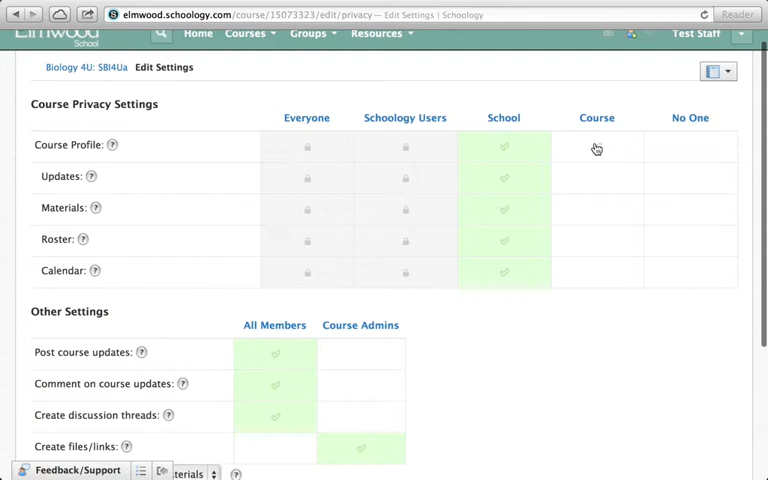 elmwood.schoology.com/course/15073323/edit/privacy — Edit Settings | Schoology
Reader
Elmwood
School
Home Courses Groups Resources Test Staff
Biology 4U: SBI4Ua Edit Settings
Course Privacy Settings
Everyone Schoology Users School Course No One
Course Profile: ?
Updates: ?
Materials: ?
Roster: ?
Calendar: ?
Other Settings
All Members Course Admins
Post course updates: ?
Comment on course updates: ?
Create discussion threads: ?
Create files/links: ?
Feedback/Support
terials ?